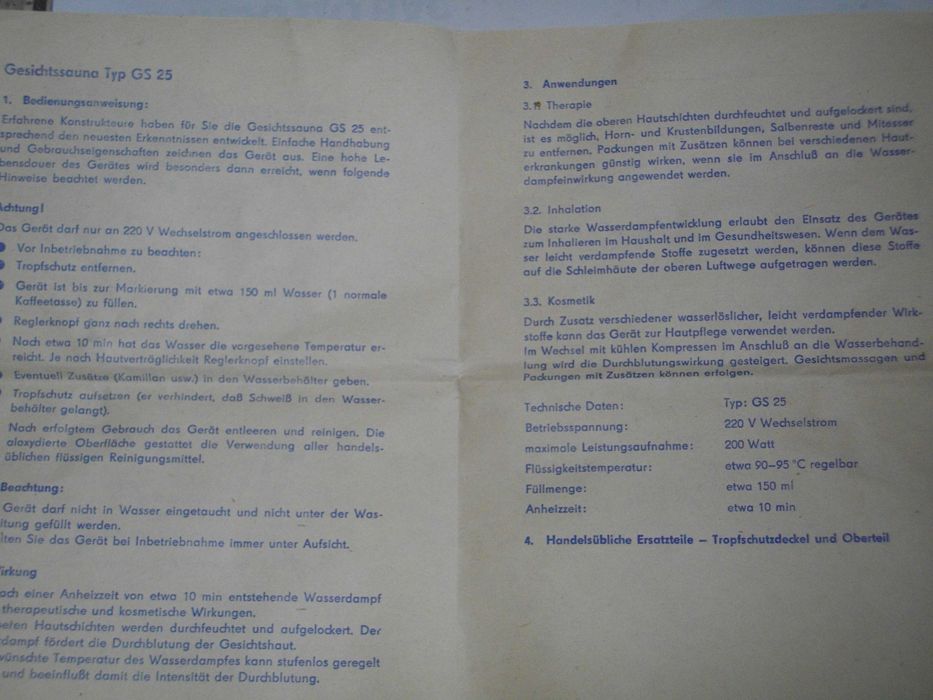 Gesichtssauna Typ GS 25
1. Bedienungsanweisung:
Erfahrene Konstrukteure haben für Sie die Gesichtssauna GS 25 ent-
sprechend den neuesten Erkenntnissen entwickelt. Einfache Handhabung
und Gebrauchseigenschaften zeichnen das Gerät aus. Eine hohe Le-
bensdauer des Gerätes wird besonders dann erreicht, wenn folgende
Hinweise beachtet werden.
Achtung!
Das Gerät darf nur an 220 V Wechselstrom angeschlossen werden.
● Vor Inbetriebnahme zu beachten:
● Tropfschutz entfernen.
● Gerät ist bis zur Markierung mit etwa 150 ml Wasser (1 normale
Kaffeetasse) zu füllen.
● Reglerknopf ganz nach rechts drehen.
● Nach etwa 10 min hat das Wasser die vorgesehene Temperatur er-
reicht. Je nach Hautverträglichkeit Reglerknopf einstellen.
● Eventuell Zusätze (Kamillan usw.) in den Wasserbehälter geben.
● Tropfschutz aufsetzen (er verhindert, daß Schweiß in den Wasser-
behälter gelangt).
Nach erfolgtem Gebrauch das Gerät entleeren und reinigen. Die
aloxydierte Oberfläche gestattet die Verwendung aller handels-
üblichen flüssigen Reinigungsmittel.
Beachtung:
Gerät darf nicht in Wasser eingetaucht und nicht unter der Was-
itung gefüllt werden.
lten Sie das Gerät bei Inbetriebnahme immer unter Aufsicht.
irkung
ach einer Anheizzeit von etwa 10 min entstehende Wasserdampf
therapeutische und kosmetische Wirkungen.
eren Hautschichten werden durchfeuchtet und aufgelockert. Der
dampf fördert die Durchblutung der Gesichtshaut.
wünschte Temperatur des Wasserdampfes kann stufenlos geregelt
und beeinflußt damit die Intensität der Durchblutung.
3. Anwendungen
3.1 Therapie
Nachdem die oberen Hautschichten durchfeuchtet und aufgelockert sind,
ist es möglich, Horn- und Krustenbildungen, Salbenreste und Mitesser
zu entfernen. Packungen mit Zusätzen können bei verschiedenen Haut-
erkrankungen günstig wirken, wenn sie im Anschluß an die Wasser-
dampfeinwirkung angewendet werden.
3.2. Inhalation
Die starke Wasserdampfentwicklung erlaubt den Einsatz des Gerätes
zum Inhalieren im Haushalt und im Gesundheitswesen. Wenn dem Was-
ser leicht verdampfende Stoffe zugesetzt werden, können diese Stoffe
auf die Schleimhäute der oberen Luftwege aufgetragen werden.
3.3. Kosmetik
Durch Zusatz verschiedener wasserlöslicher, leicht verdampfender Wirk-
stoffe kann das Gerät zur Hautpflege verwendet werden.
Im Wechsel mit kühlen Kompressen im Anschluß an die Wasserbehand-
lung wird die Durchblutungswirkung gesteigert. Gesichtsmassagen und
Packungen mit Zusätzen können erfolgen.
Technische Daten: Typ: GS 25
Betriebsspannung: 220 V Wechselstrom
maximale Leistungsaufnahme: 200 Watt
Flüssigkeitstemperatur: etwa 90–95 °C regelbar
Füllmenge: etwa 150 ml
Anheizzeit: etwa 10 min
4. Handelsübliche Ersatzteile – Tropfschutzdeckel und Oberteil